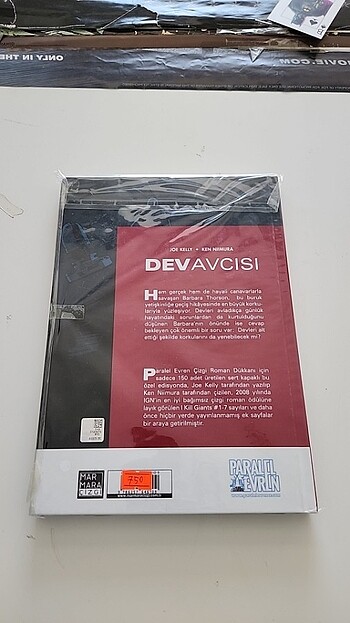 ONLY IN THE
MOVIE.COM
JOE KELLY • KEN NIIMURA
DEVAVCISI
Hem gerçek hem de hayali canavarlarla
savaşan Barbara Thorson, bu buruk
yetişkinliğe geçiş hikâyesinde en büyük korku-
larıyla yüzleşiyor. Devleri avladıkça günlük
hayatındaki sorunlardan da kurtulduğunu
düşünen Barbara'nın önünde ise cevap
bekleyen çok önemli bir soru var: Devleri alt
ettiği şekilde korkularını da yenebilecek mi?
Paralel Evren Çizgi Roman Dükkanı için
sadece 150 adet üretilen sert kapaklı bu
özel edisyonda, Joe Kelly tarafından yazılıp
Ken Niimura tarafından çizilen, 2008 yılında
IGN'in en iyi bağımsız çizgi roman ödülüne
layık görülen I Kill Giants #1-7 sayıları ve daha
önce hiçbir yerde yayınlanmamış ek sayfalar
bir araya getirilmiştir.
MAR
MARA
ÇİZGİ
750
PARALEL
EVREN